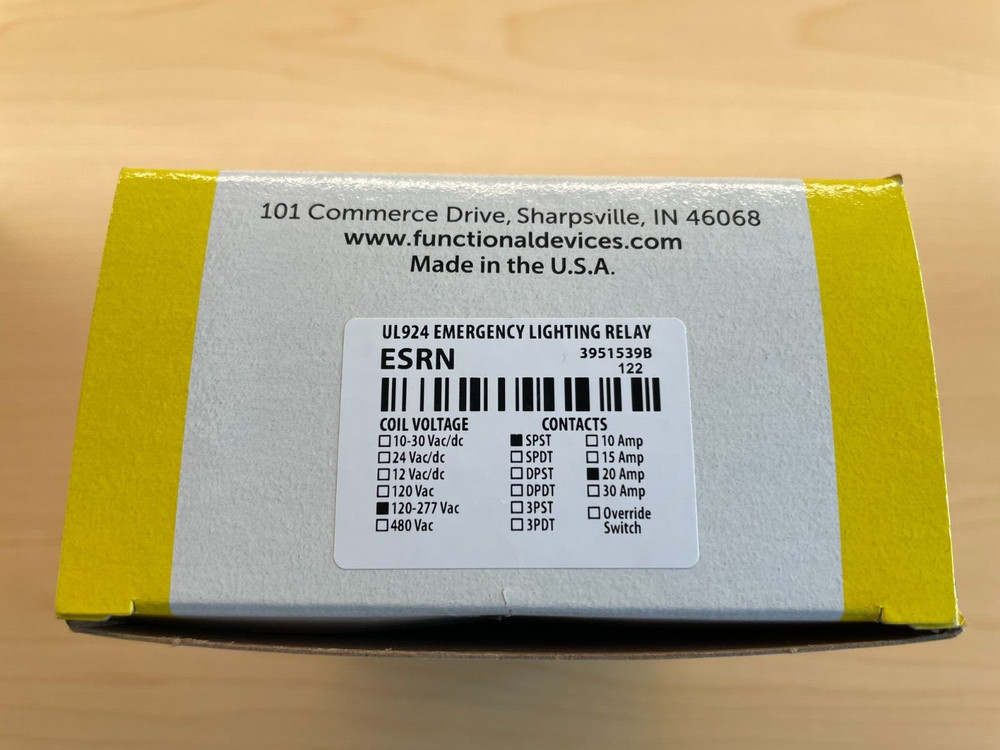 101 Commerce Drive, Sharpsville, IN 46068
www.functionaldevices.com
Made in the U.S.A.
UL924 EMERGENCY LIGHTING RELAY
ESRN 3951539B
122
COIL VOLTAGE CONTACTS
☐ 10-30 Vac/dc ■ SPST ☐ 10 Amp
☐ 24 Vac/dc ☐ SPDT ☐ 15 Amp
☐ 12 Vac/dc ☐ DPST ■ 20 Amp
☐ 120 Vac ☐ DPDT ☐ 30 Amp
■ 120-277 Vac ☐ 3PST ☐ Override
☐ 480 Vac ☐ 3PDT Switch